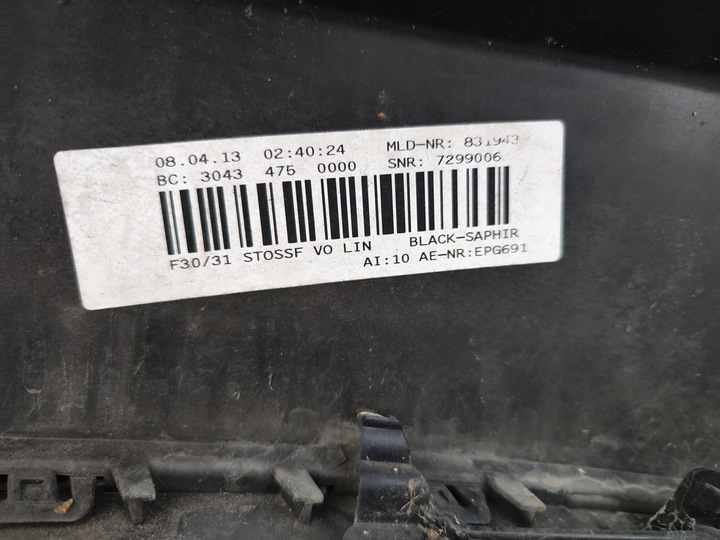 08.04.13 02:40:24 MLD-NR: 831943
BC: 3043 475 0000 SNR: 7299006
F30/31 STOSSF VO LIN BLACK-SAPHIR
AI:10 AE-NR:EPG691